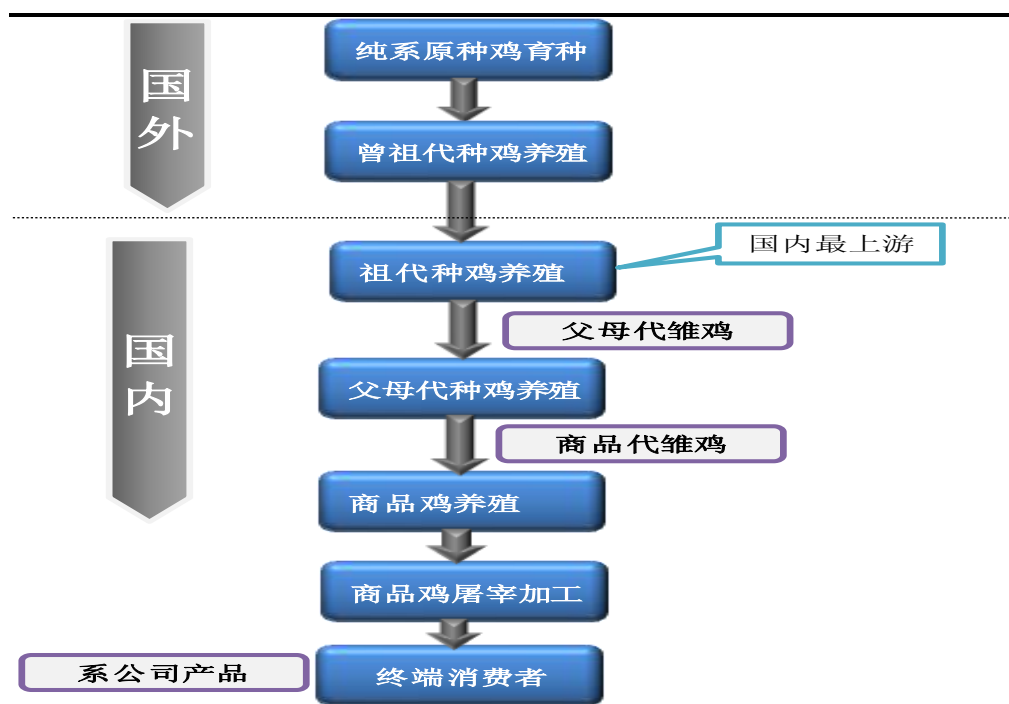 国外
纯系原种鸡育种
曾祖代种鸡养殖
国内最上游
祖代种鸡养殖
父母代雏鸡
国内
父母代种鸡养殖
商品代雏鸡
商品鸡养殖
商品鸡屠宰加工
系公司产品
终端消费者